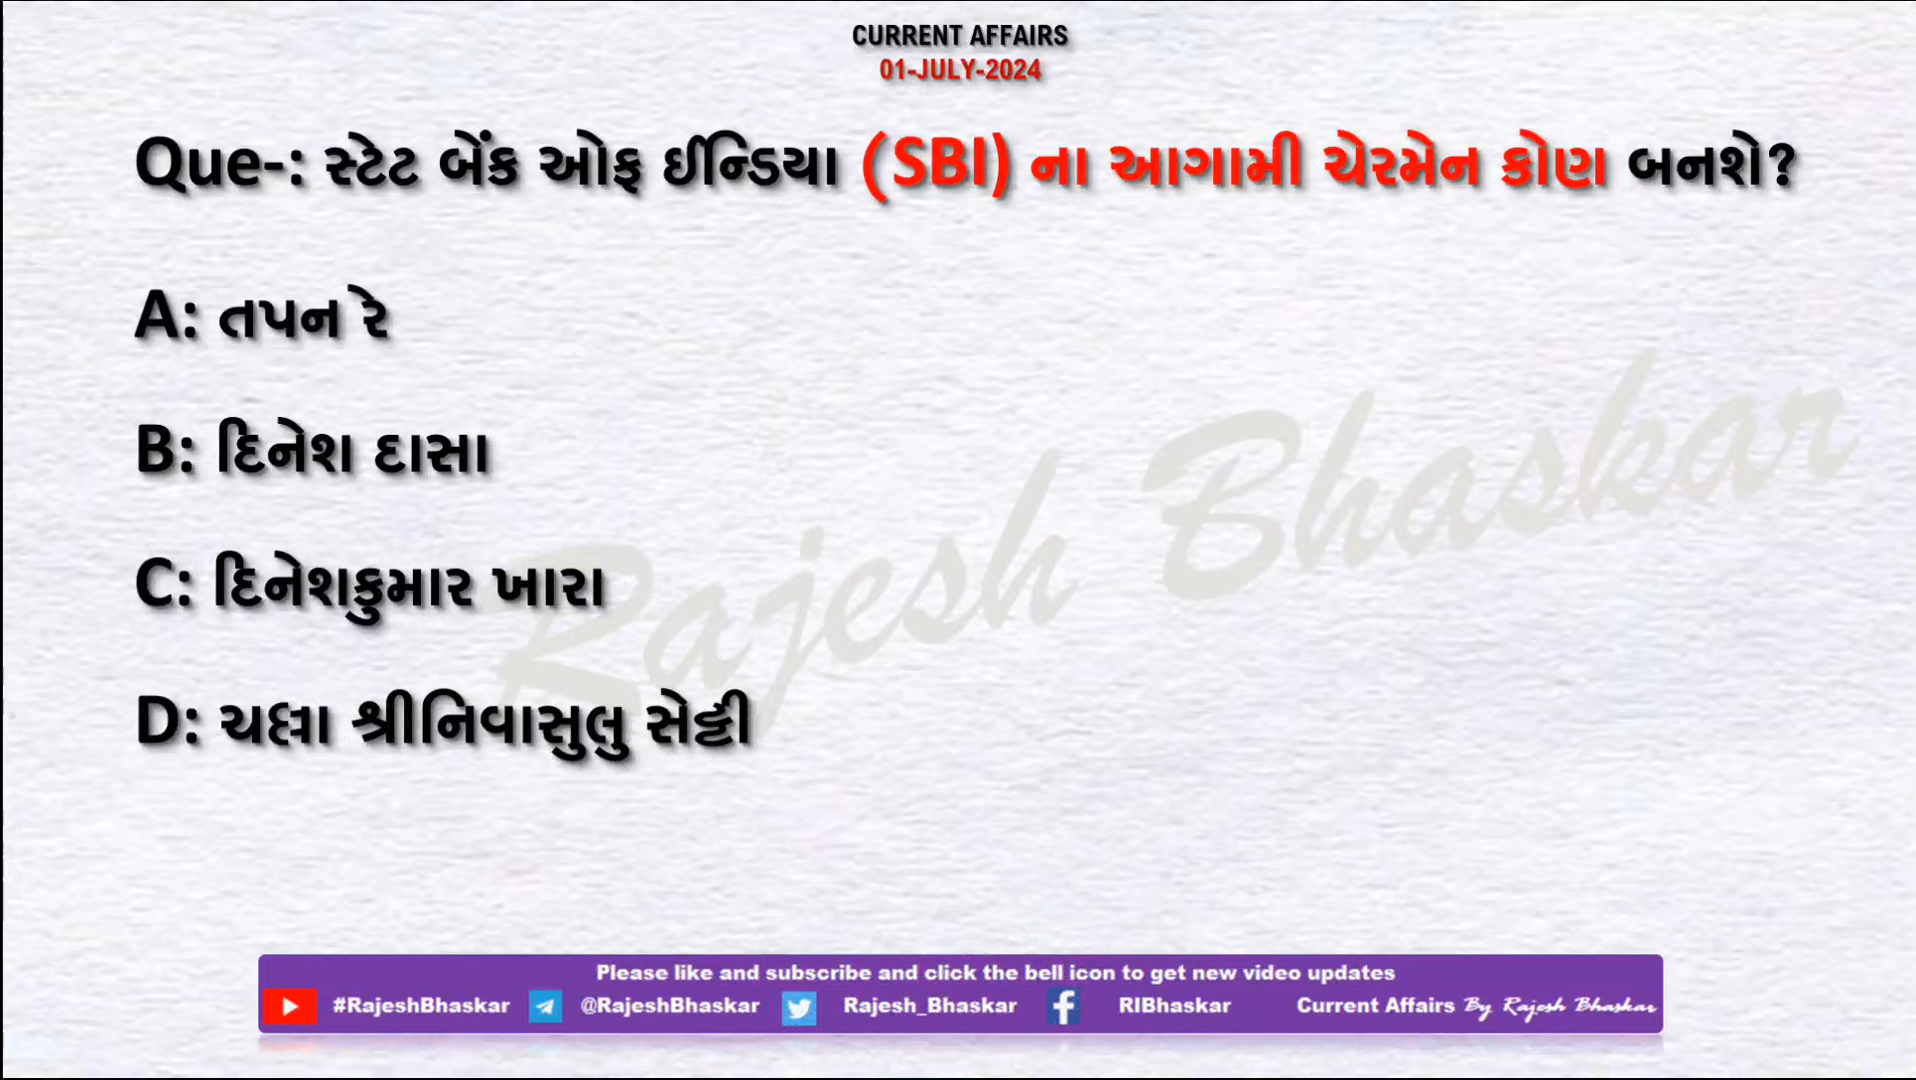 CURRENT AFFAIRS
01-JULY-2024
Que-: સ્ટેટ બેંક ઓફ ઈન્ડિયા (SBI) ના આગામી ચેરમેન કોણ બનશે?
A: તપન રે
B: દિનેશ દાસા
C: દિનેશકુમાર ખારા
D: ચલ્લા શ્રીનિવાસુલુ સેટ્ટી
Rajesh Bhaskar
Please like and subscribe and click the bell icon to get new video updates
#RajeshBhaskar @RajeshBhaskar Rajesh_Bhaskar RIBhaskar Current Affairs By Rajesh Bhaskar